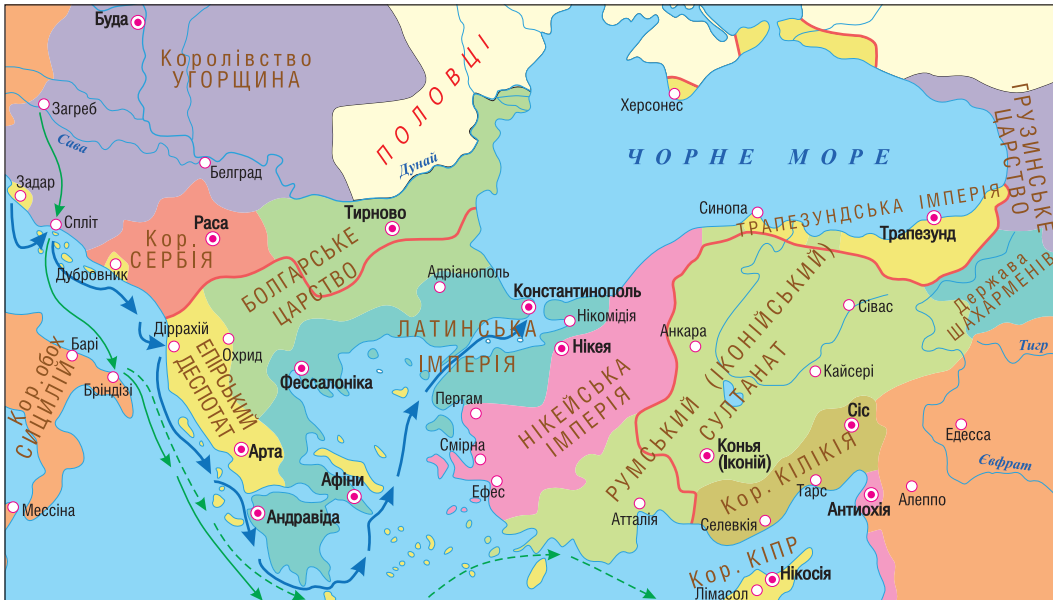 Буда
Королівство
УГОРЩИНА
ПОЛОВЦІ
Дунай
Херсонес
ЧОРНЕ МОРЕ
ГРУЗИНСЬКЕ
ЦАРСТВО
Загреб
Сава
Белград
Задар
Спліт
Раса
Кор.
СЕРБІЯ
Тирново
БОЛГАРСЬКЕ
ЦАРСТВО
Синопа
ТРАПЕЗУНДСЬКА ІМПЕРІЯ
Трапезунд
Дубровник
Адріанополь
Константинополь
Нікомідія
ЛАТИНСЬКА
ІМПЕРІЯ
Держава
ШАХАРМЕНІВ
Сівас
Діррахій
Охрид
ЕПІРСЬКИЙ
ДЕСПОТАТ
Фессалоніка
Нікея
НІКЕЙСЬКА
ІМПЕРІЯ
Анкара
РУМСЬКИЙ (ІКОНІЙСЬКИЙ)
СУЛТАНАТ
Кайсері
Тигр
Барі
Бріндізі
Кор. обох
СИЦИЛІЙ
Пергам
Смірна
Ефес
Арта
Афіни
Андравіда
Конья
(Іконій)
Сіс
Кор. КІЛІКІЯ
Едесса
Євфрат
Мессіна
Атталія
Тарс
Селевкія
Антиохія
Алеппо
Кор. КІПР
Нікосія
Лімасол